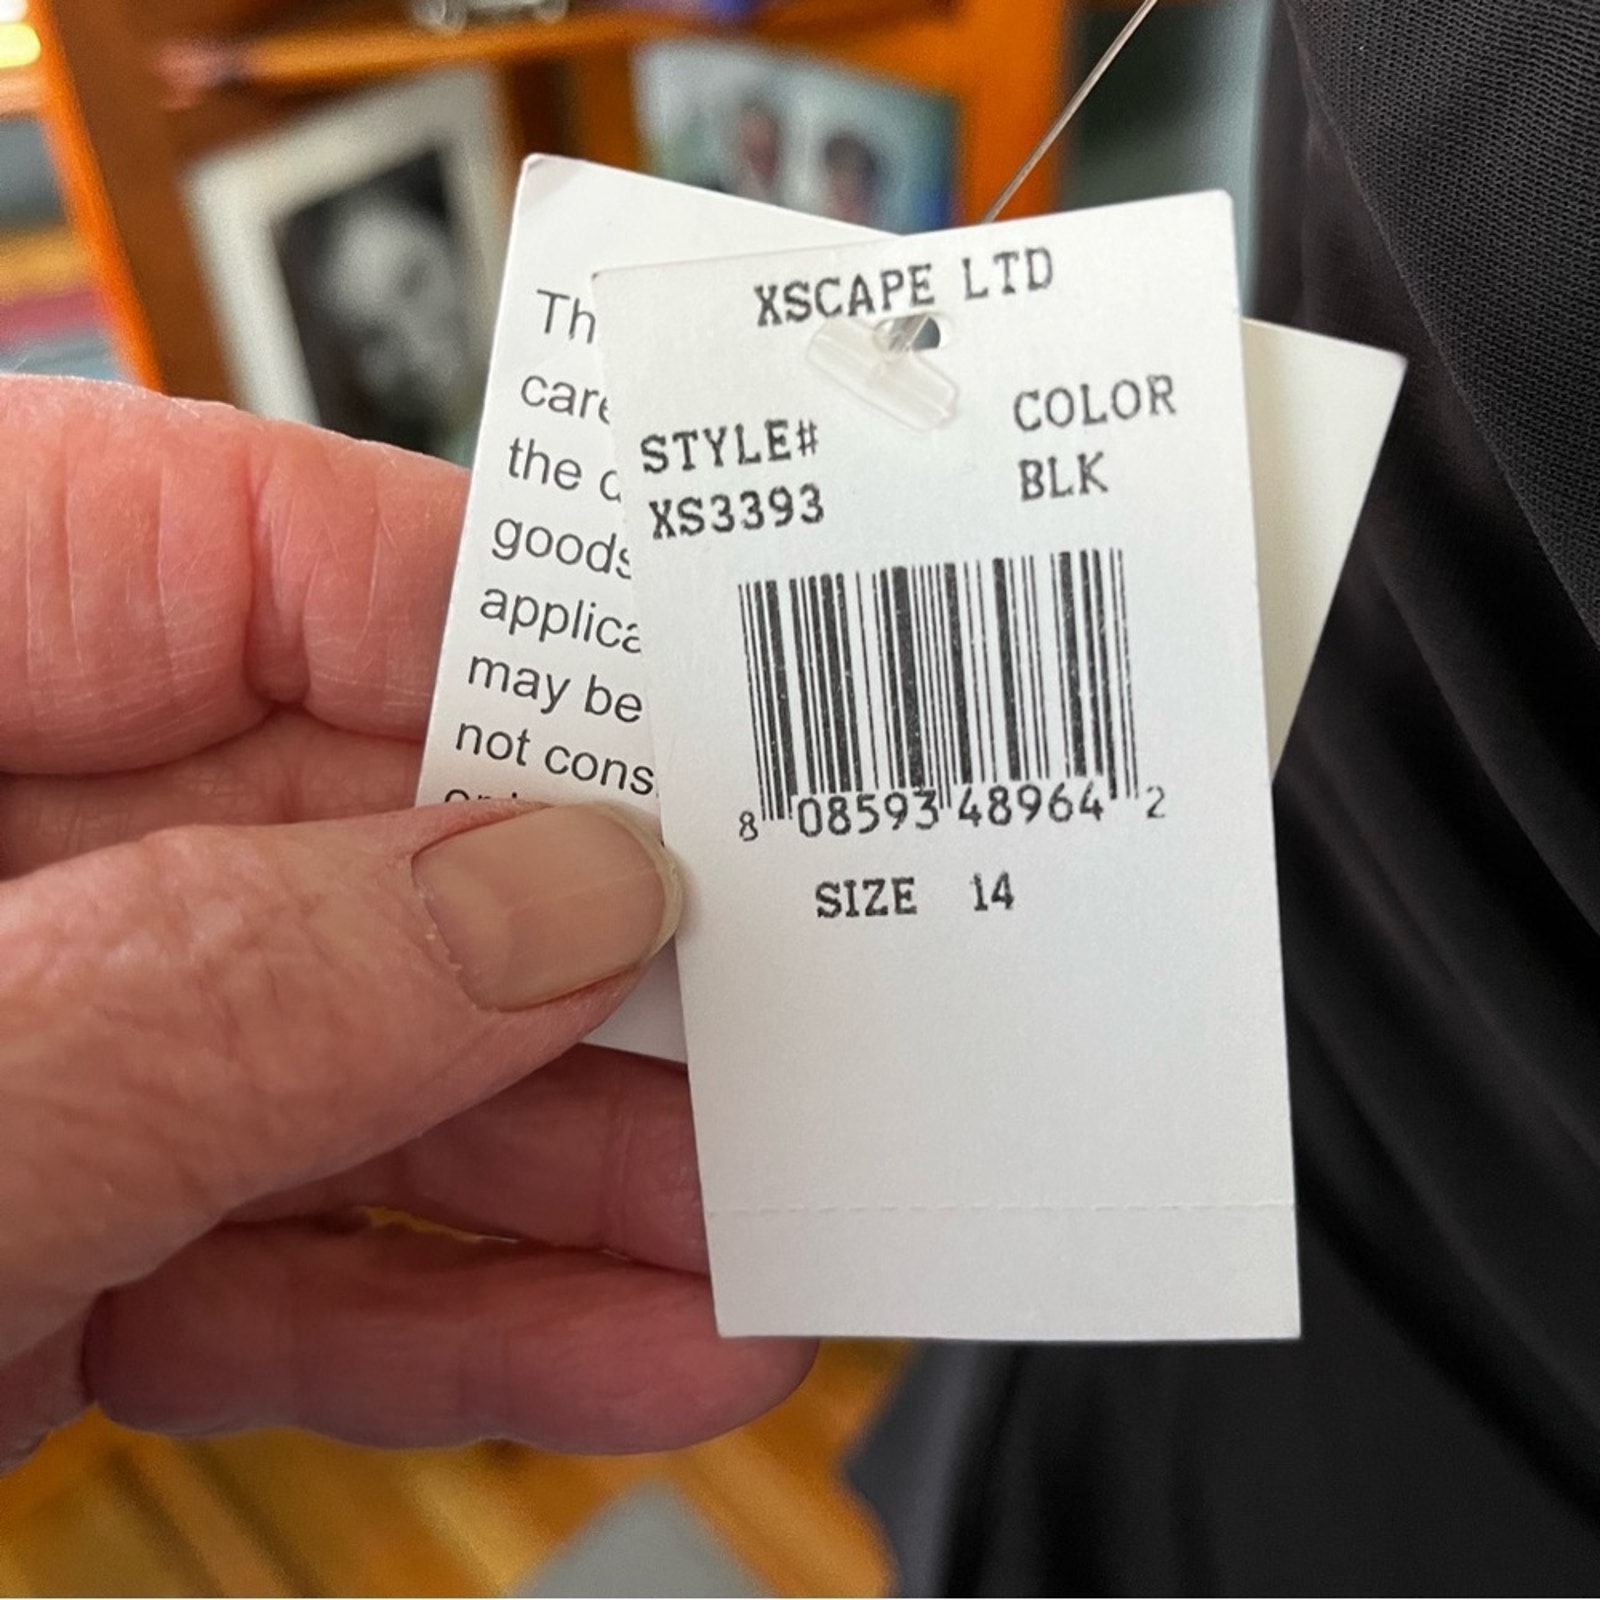 XSCAPE LTD
STYLE# COLOR
XS3393 BLK
8 08593 48964 2
SIZE 14
Th
care
the
goods
applica
may be
not cons